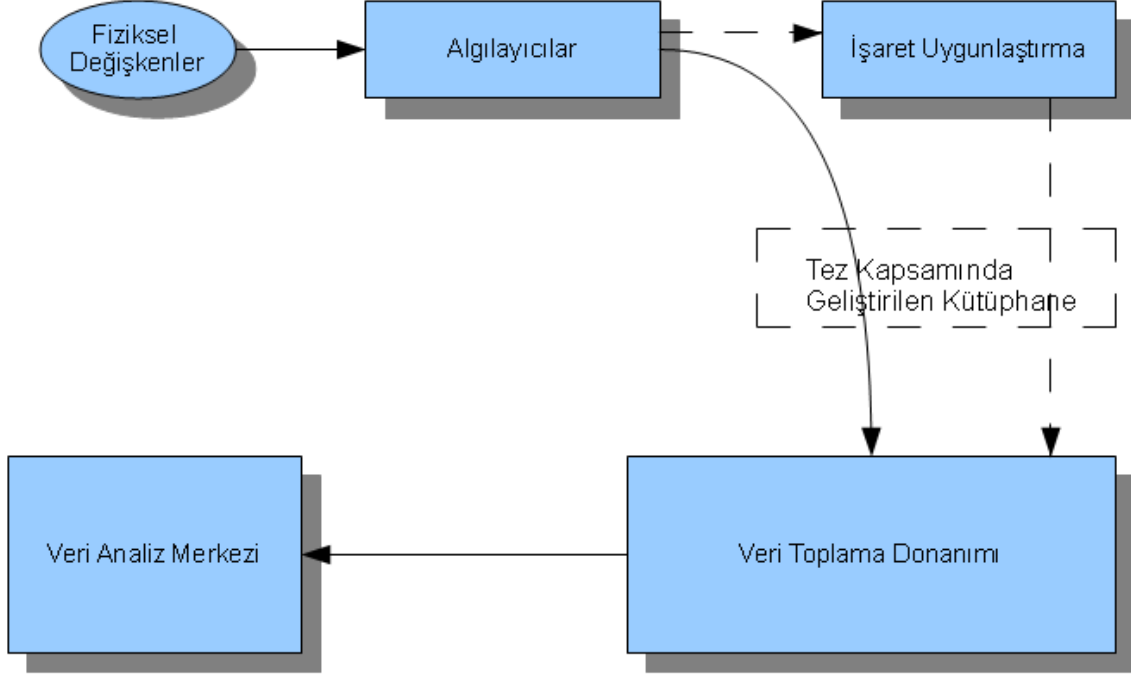 Fiziksel
Değişkenler
Algılayıcılar
İşaret Uygunlaştırma
Tez Kapsamında
Geliştirilen Kütüphane
Veri Analiz Merkezi
Veri Toplama Donanımı